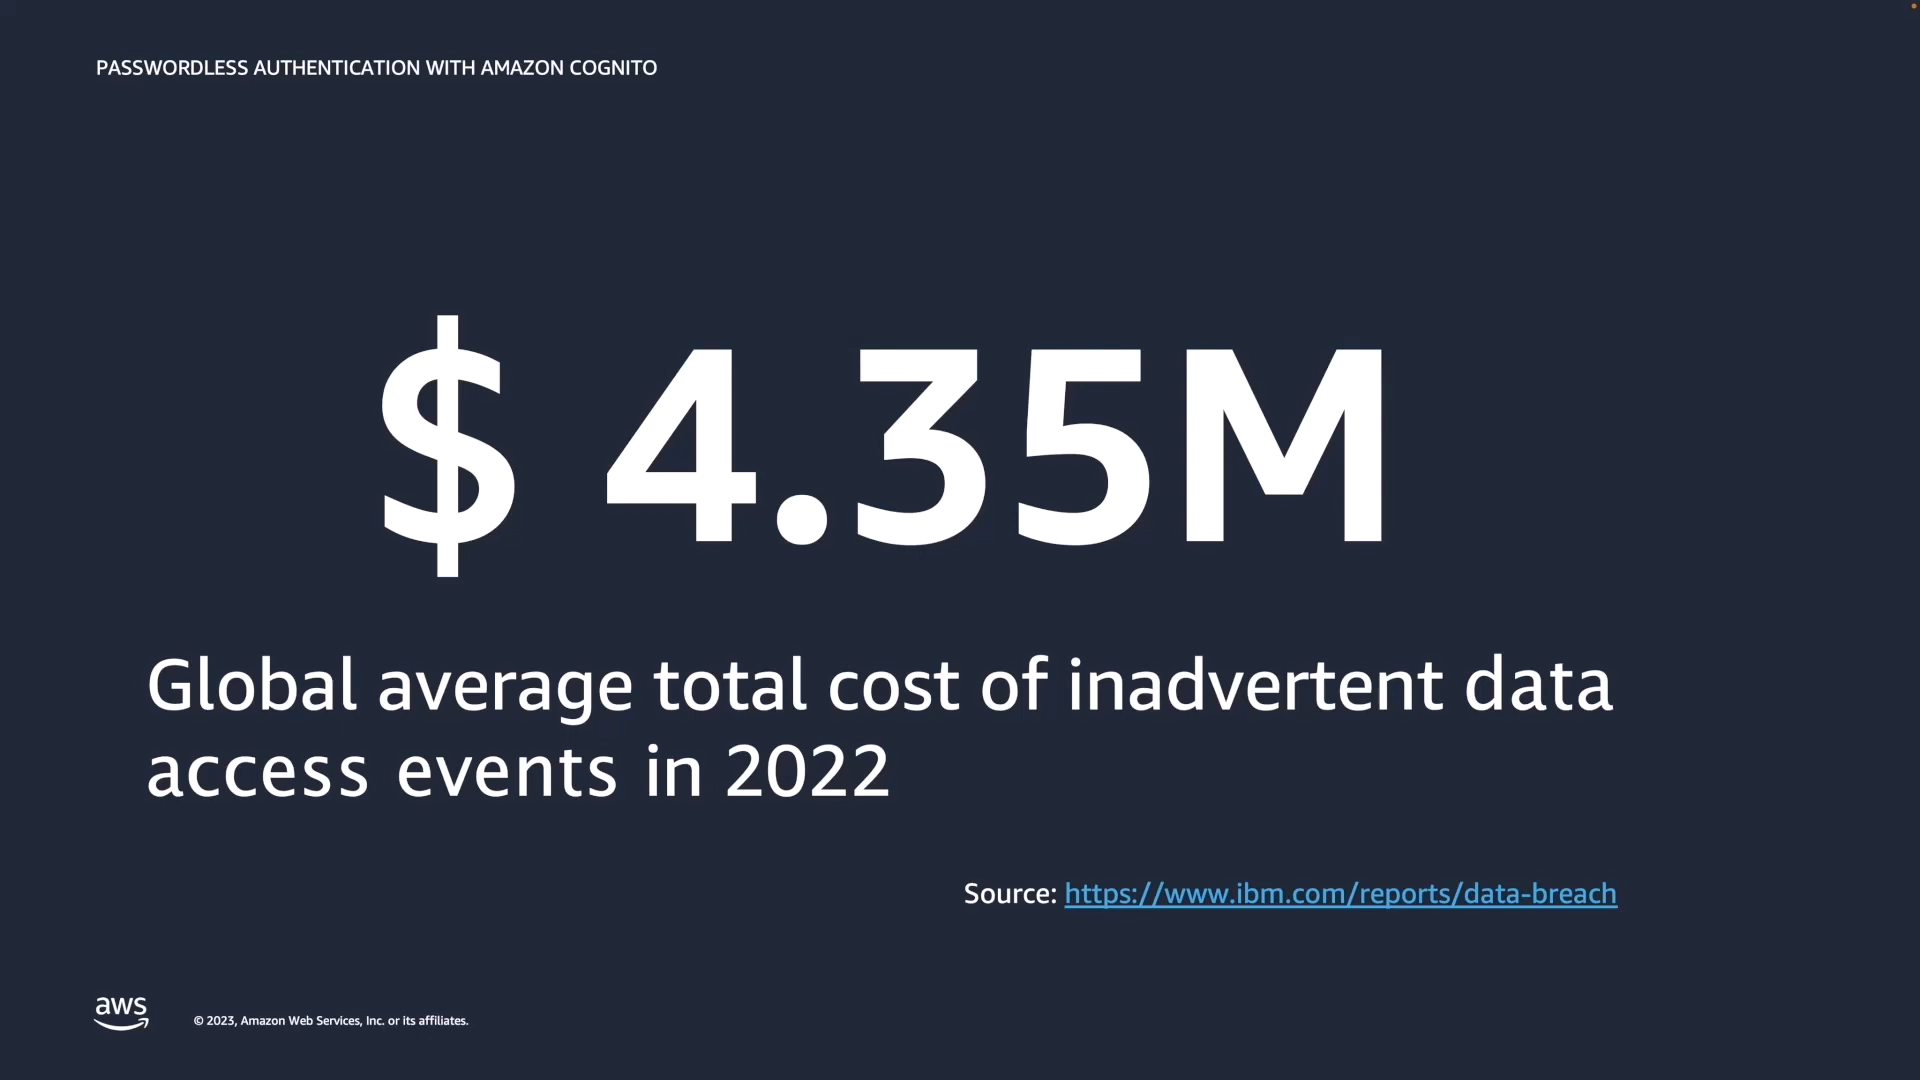 PASSWORDLESS AUTHENTICATION WITH AMAZON COGNITO
$ 4.35M
Global average total cost of inadvertent data
access events in 2022
Source: https://www.ibm.com/reports/data-breach
aws
© 2023, Amazon Web Services, Inc. or its affiliates.